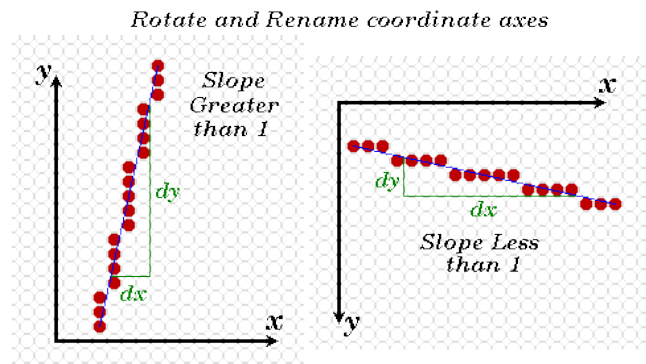 Rotate and Rename coordinate axes
y
Slope
Greater
than 1
dy
dx
x
x
dy
dx
Slope Less
than 1
y